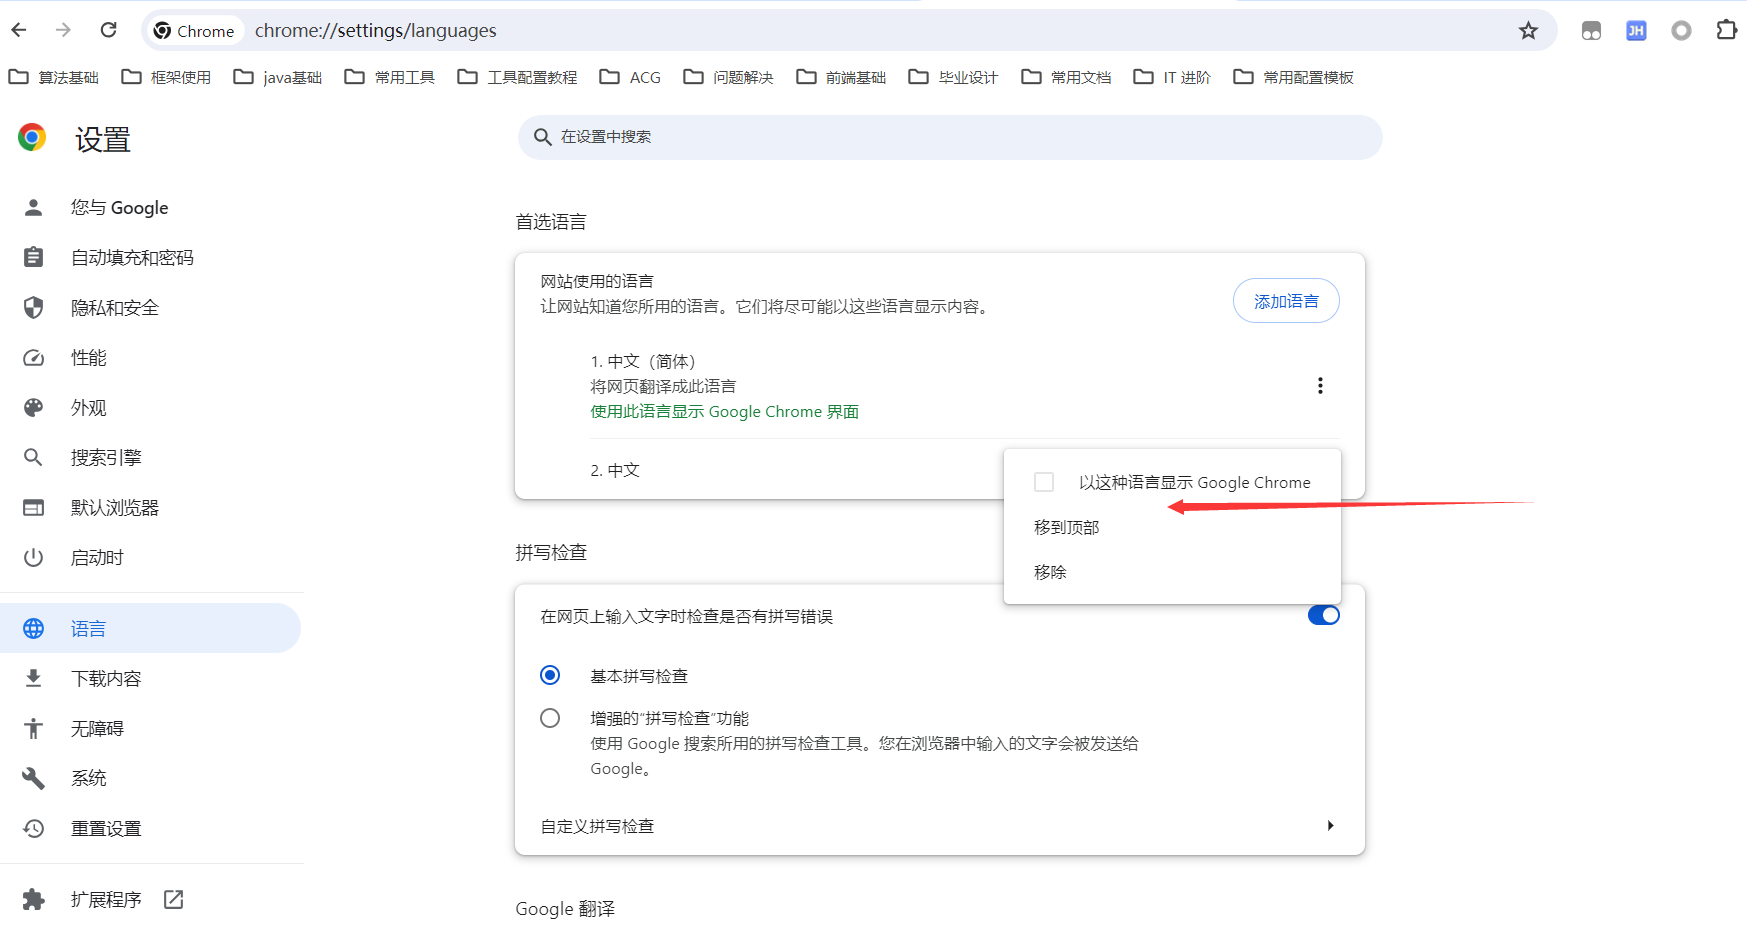 Chrome
chrome://settings/languages
JH
算法基础
框架使用
java基础
常用工具
工具配置教程
ACG
问题解决
前端基础
毕业设计
常用文档
IT 进阶
常用配置模板
设置
在设置中搜索
您与 Google
自动填充和密码
隐私和安全
性能
外观
搜索引擎
默认浏览器
启动时
语言
下载内容
无障碍
系统
重置设置
扩展程序
首选语言
网站使用的语言
让网站知道您所用的语言。它们将尽可能以这些语言显示内容。
添加语言
1. 中文（简体）
将网页翻译成此语言
使用此语言显示 Google Chrome 界面
2. 中文
以这种语言显示 Google Chrome
移到顶部
移除
拼写检查
在网页上输入文字时检查是否有拼写错误
基本拼写检查
增强的“拼写检查”功能
使用 Google 搜索所用的拼写检查工具。您在浏览器中输入的文字会被发送给
Google。
自定义拼写检查
Google 翻译